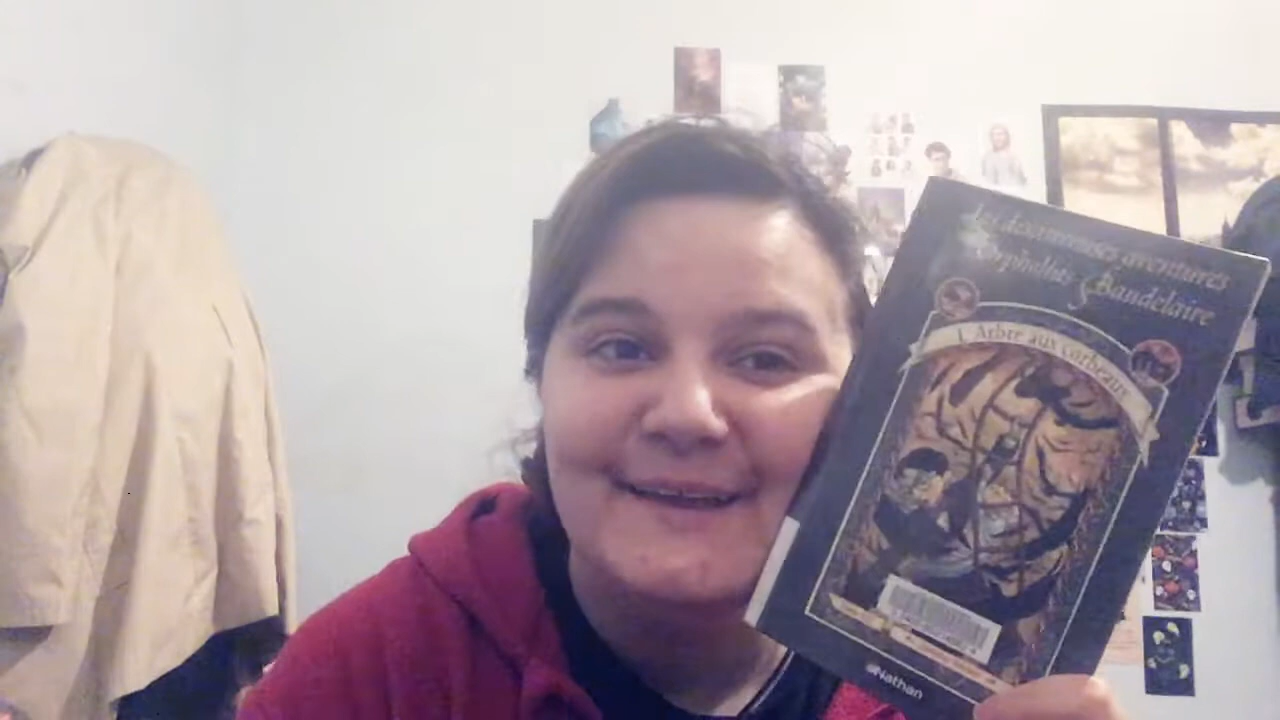 Les désastreuses aventures
des Orphelins Baudelaire
L'Arbre aux corbeaux
Nathan